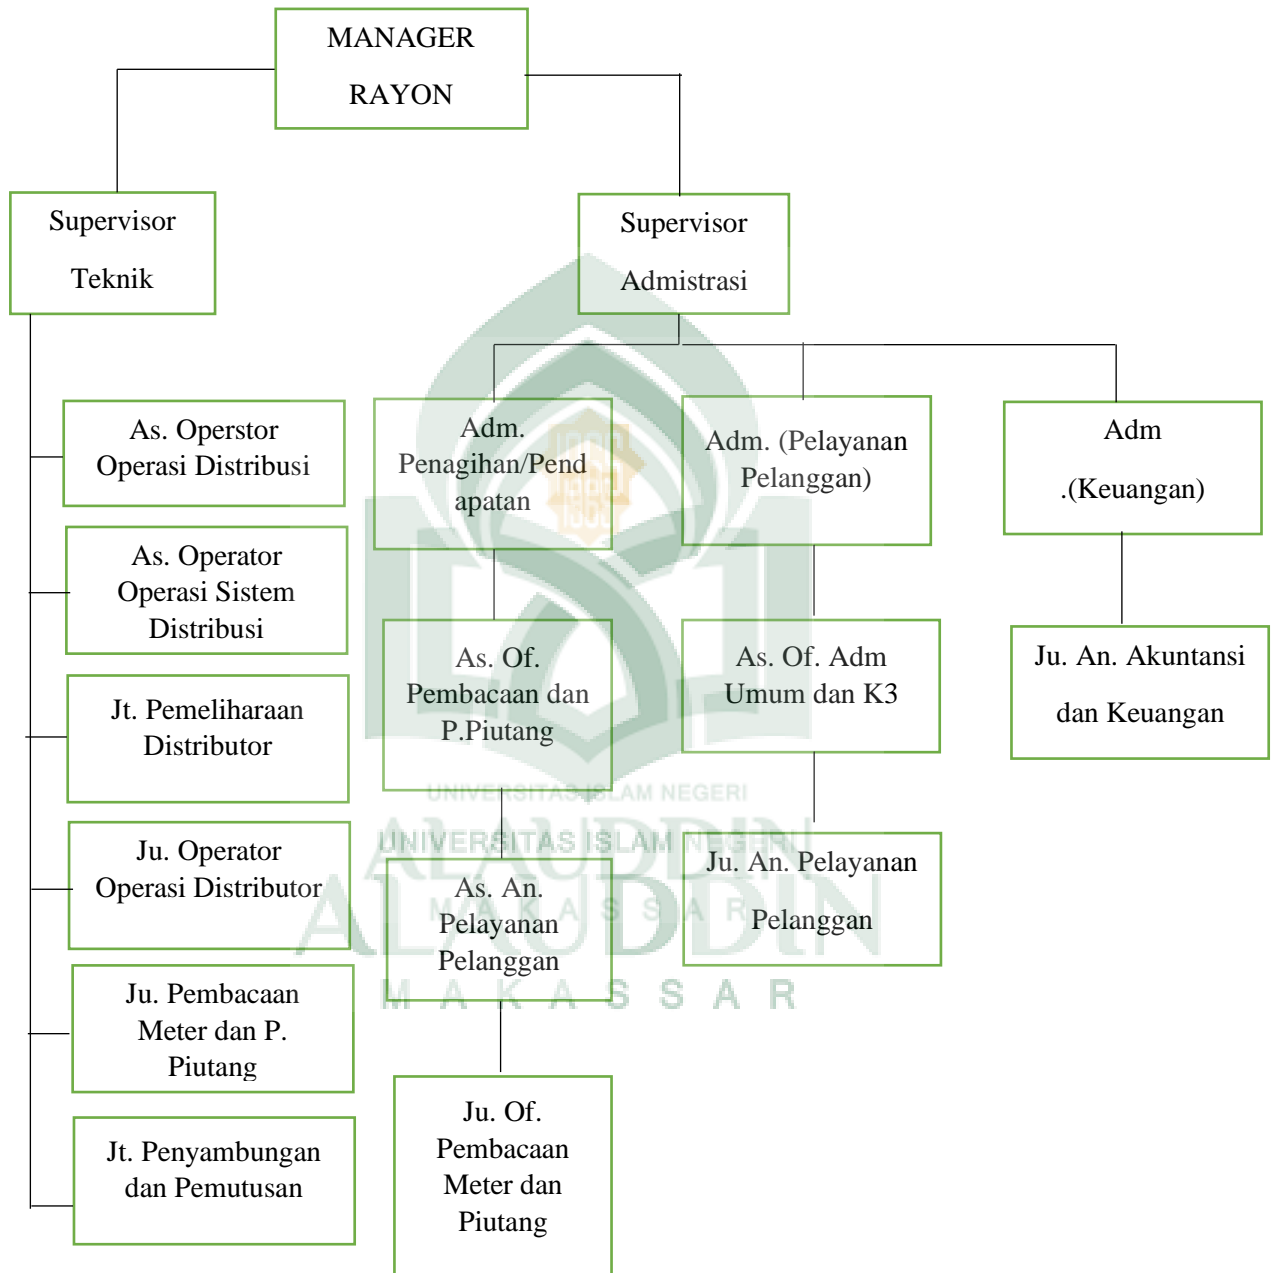 MANAGER
RAYON
Supervisor
Teknik
Supervisor
Admistrasi
As. Operstor
Operasi Distribusi
As. Operator
Operasi Sistem
Distribusi
Jt. Pemeliharaan
Distributor
Ju. Operator
Operasi Distributor
Ju. Pembacaan
Meter dan P.
Piutang
Jt. Penyambungan
dan Pemutusan
Adm.
Penagihan/Pend
apatan
As. Of.
Pembacaan dan
P.Piutang
As. An.
Pelayanan
Pelanggan
Ju. Of.
Pembacaan
Meter dan
Piutang
Adm. (Pelayanan
Pelanggan)
As. Of. Adm
Umum dan K3
Ju. An. Pelayanan
Pelanggan
Adm
.(Keuangan)
Ju. An. Akuntansi
dan Keuangan
UNIVERSITAS ISLAM NEGERI
UNIVERSITAS ISLAM NEGERI
ALAUDDIN
ALAUDDIN
MAKASSAR
MAKASSAR